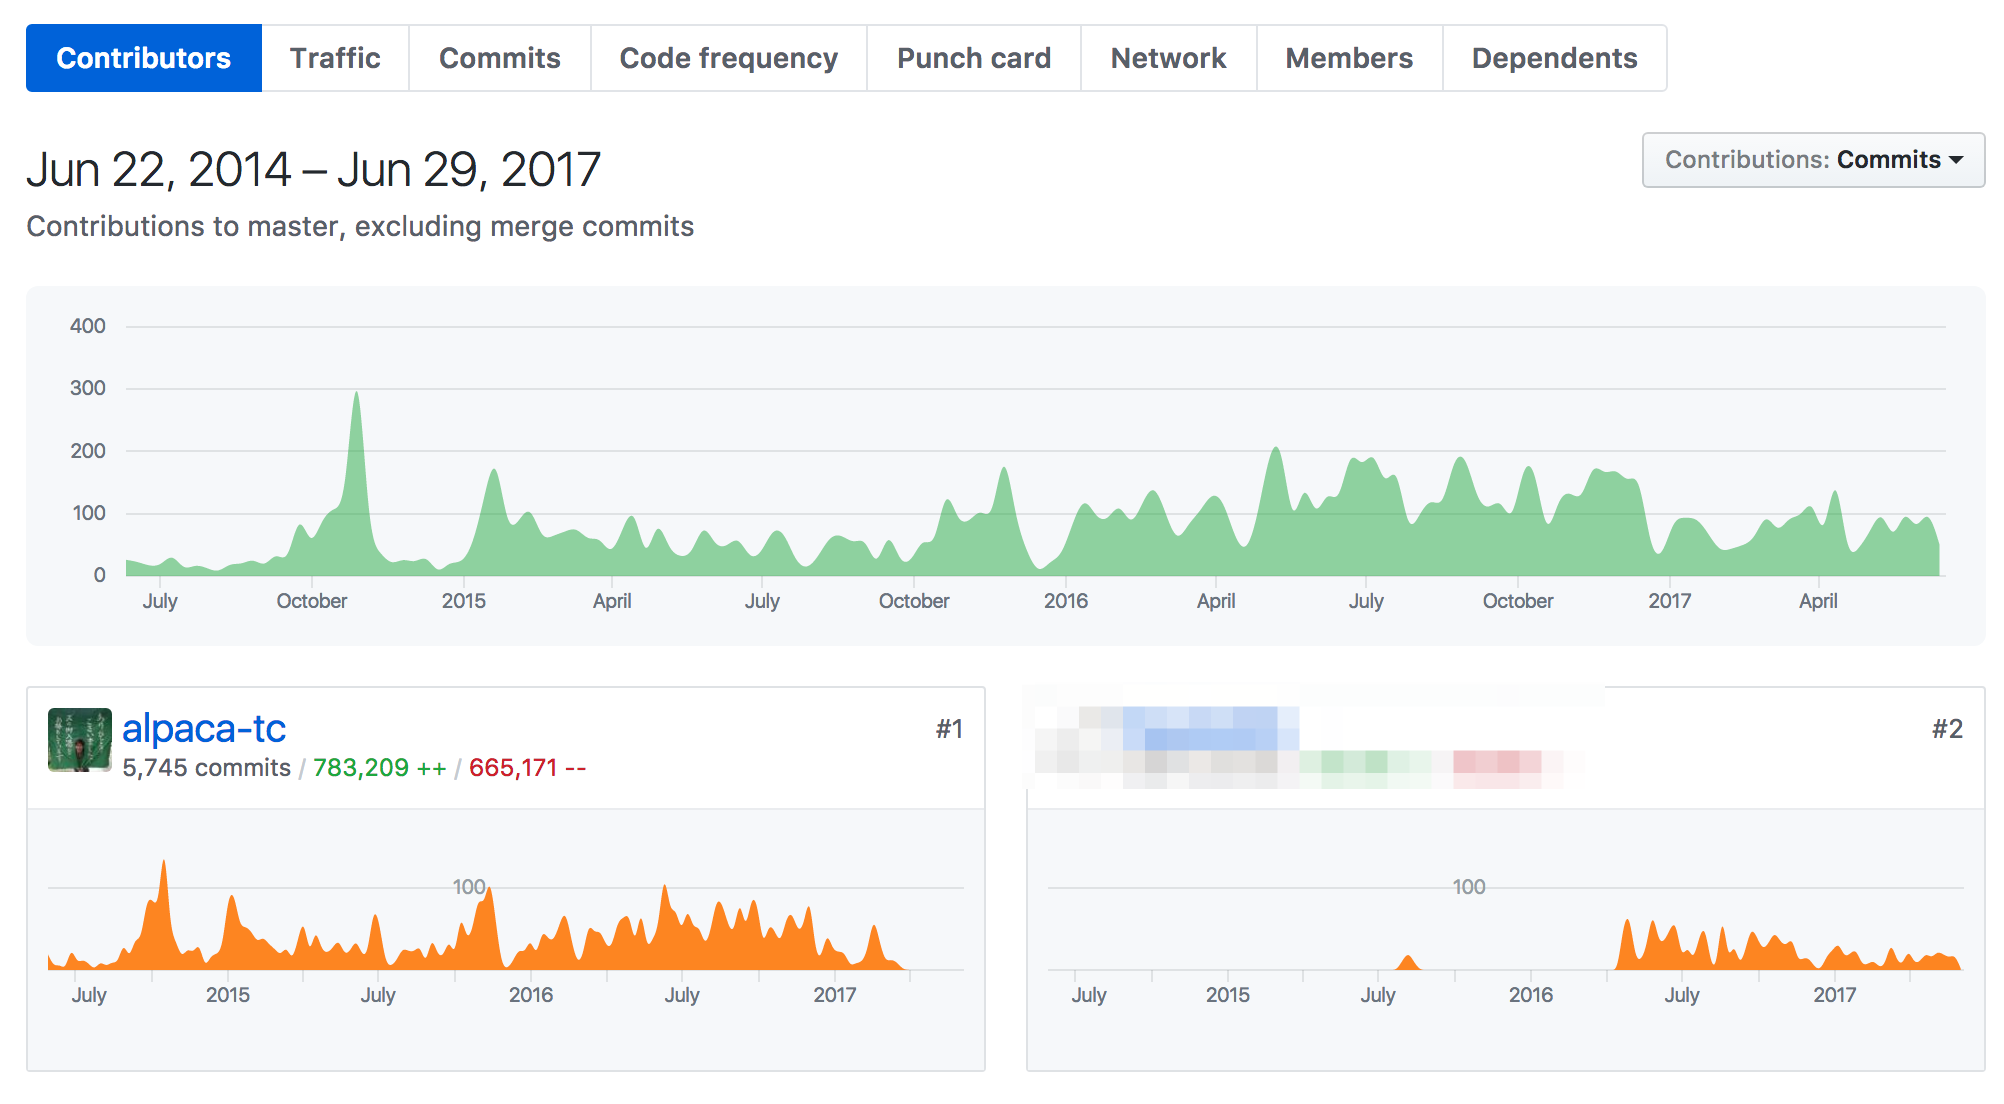 Contributors Traffic Commits Code frequency Punch card Network Members Dependents
Jun 22, 2014 – Jun 29, 2017
Contributions: Commits
Contributions to master, excluding merge commits
400
300
200
100
0
July October 2015 April July October 2016 April July October 2017 April
alpaca-tc #1
5,745 commits / 783,209 ++ / 665,171 --
100
July 2015 July 2016 July 2017
#2
100
July 2015 July 2016 July 2017